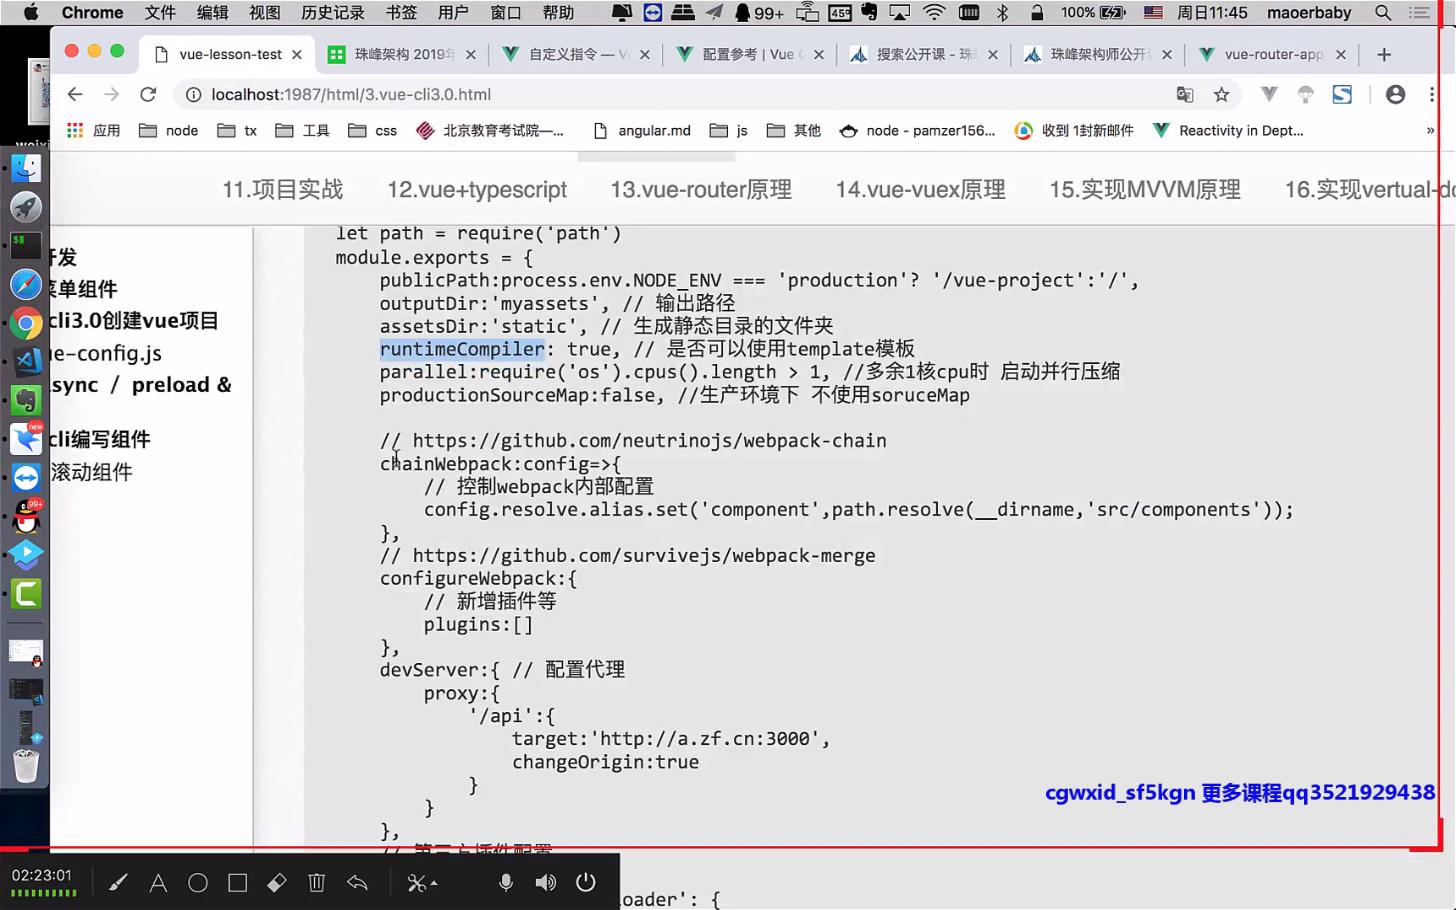 Chrome 文件 编辑 视图 历史记录 书签 用户 窗口 帮助 99+ 459 100% 周日11:45 maoerbaby
vue-lesson-test 珠峰架构 2019年 自定义指令 — 配置参考 | Vue 搜索公开课 - 珠 珠峰架构师公开 vue-router-app
localhost:1987/html/3.vue-cli3.0.html
应用 node tx 工具 css 北京教育考试院—... angular.md js 其他 node - pamzer156... 收到 1封新邮件 Reactivity in Dept... »
11.项目实战 12.vue+typescript 13.vue-router原理 14.vue-vuex原理 15.实现MVVM原理 16.实现vertual-do
开发
菜单组件
cli3.0创建vue项目
ue-config.js
sync / preload &
cli编写组件
滚动组件
let path = require('path')
module.exports = {
publicPath:process.env.NODE_ENV === 'production'? '/vue-project':'/',
outputDir:'myassets', // 输出路径
assetsDir:'static', // 生成静态目录的文件夹
runtimeCompiler: true, // 是否可以使用template模板
parallel:require('os').cpus().length > 1, //多余1核cpu时 启动并行压缩
productionSourceMap:false, //生产环境下 不使用soruceMap
// https://github.com/neutrinojs/webpack-chain
chainWebpack:config=>{
// 控制webpack内部配置
config.resolve.alias.set('component',path.resolve(__dirname,'src/components'));
},
// https://github.com/survivejs/webpack-merge
configureWebpack:{
// 新增插件等
plugins:[]
},
devServer:{ // 配置代理
proxy:{
'/api':{
target:'http://a.zf.cn:3000',
changeOrigin:true
}
}
},
// 第三方插件配置
loader': {
cgwxid_sf5kgn 更多课程qq3521929438
new
99+
02:23:01